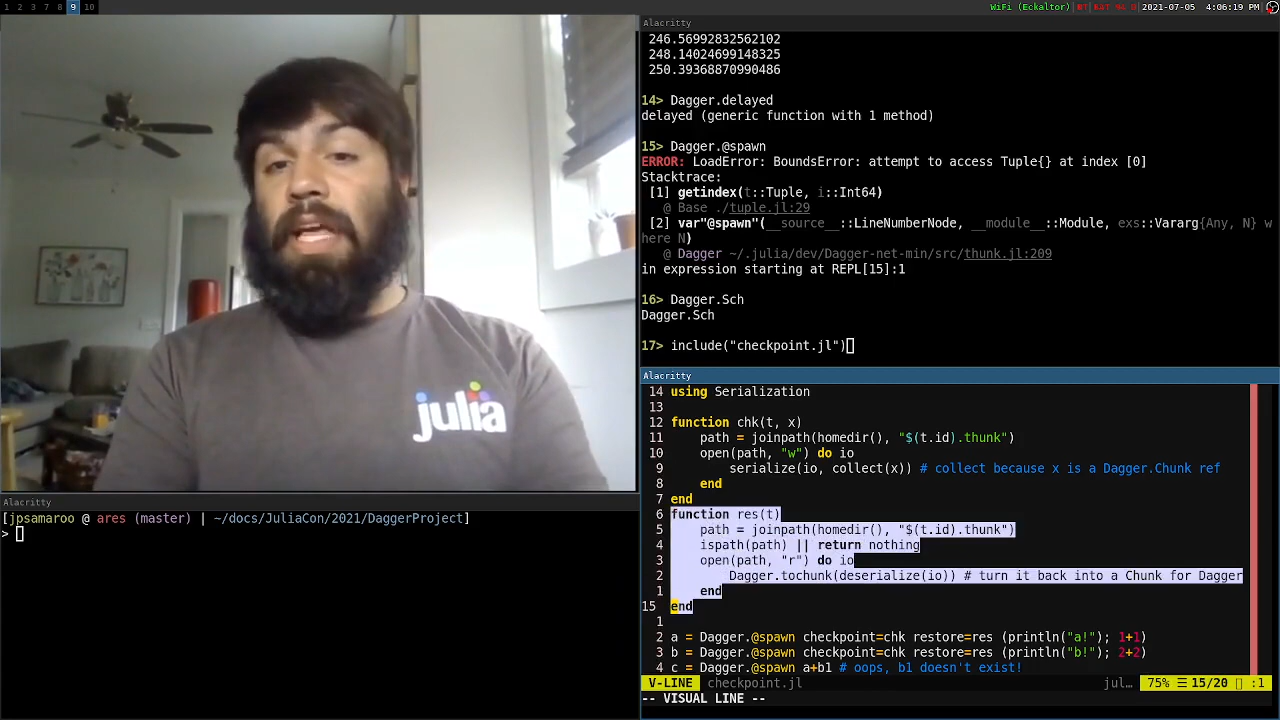 1 2 3 7 8 9 10
WiFi (Eckaltor)
2021-07-05 4:06:19 PM
Alacritty
246.56992832562102
248.14024699148325
250.39368870990486
14> Dagger.delayed
delayed (generic function with 1 method)
15> Dagger.@spawn
ERROR: LoadError: BoundsError: attempt to access Tuple{} at index [0]
Stacktrace:
[1] getindex(t::Tuple, i::Int64)
@ Base ./tuple.jl:29
[2] var"@spawn"(__source__::LineNumberNode, __module__::Module, exs::Vararg{Any, N} w
here N)
@ Dagger ~/.julia/dev/Dagger-net-min/src/thunk.jl:209
in expression starting at REPL[15]:1
16> Dagger.Sch
Dagger.Sch
17> include("checkpoint.jl")
julia
Alacritty
14 using Serialization
13
12 function chk(t, x)
11 path = joinpath(homedir(), "$(t.id).thunk")
10 open(path, "w") do io
9 serialize(io, collect(x)) # collect because x is a Dagger.Chunk ref
8 end
7 end
6 function res(t)
5 path = joinpath(homedir(), "$(t.id).thunk")
4 ispath(path) || return nothing
3 open(path, "r") do io
2 Dagger.tochunk(deserialize(io)) # turn it back into a Chunk for Dagger
1 end
15 end
1
2 a = Dagger.@spawn checkpoint=chk restore=res (println("a!"); 1+1)
3 b = Dagger.@spawn checkpoint=chk restore=res (println("b!"); 2+2)
4 c = Dagger.@spawn a+b1 # oops, b1 doesn't exist!
V-LINE checkpoint.jl jul… 75% ☰ 15/20 :1
-- VISUAL LINE --
Alacritty
[jpsamaroo @ ares (master) | ~/docs/JuliaCon/2021/DaggerProject]
>